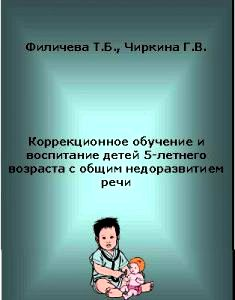 Филичева Т.Б., Чиркина Г.В.
Коррекционное обучение и
воспитание детей 5-летнего
возраста с общим недоразвитием
речи